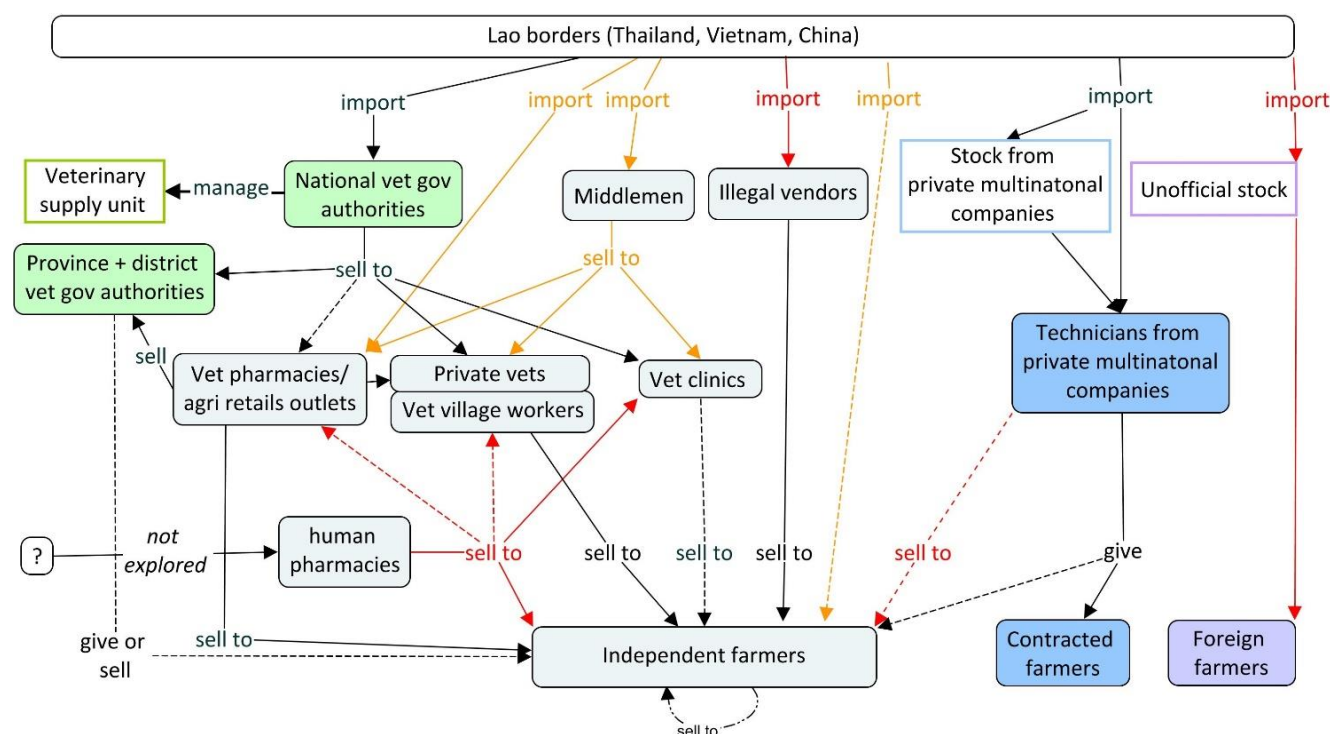 Lao borders (Thailand, Vietnam, China)
import
import
import
import
import
import
import
Veterinary
supply unit
manage
National vet gov
authorities
Middlemen
Illegal vendors
Stock from
private multinatonal
companies
Unofficial stock
Province + district
vet gov authorities
sell to
sell to
sell
Vet pharmacies/
agri retails outlets
Private vets
Vet village workers
Vet clinics
Technicians from
private multinatonal
companies
?
not
explored
human
pharmacies
sell to
sell to
sell to
sell to
sell to
give
give or
sell
sell to
Independent farmers
Contracted
farmers
Foreign
farmers
sell to